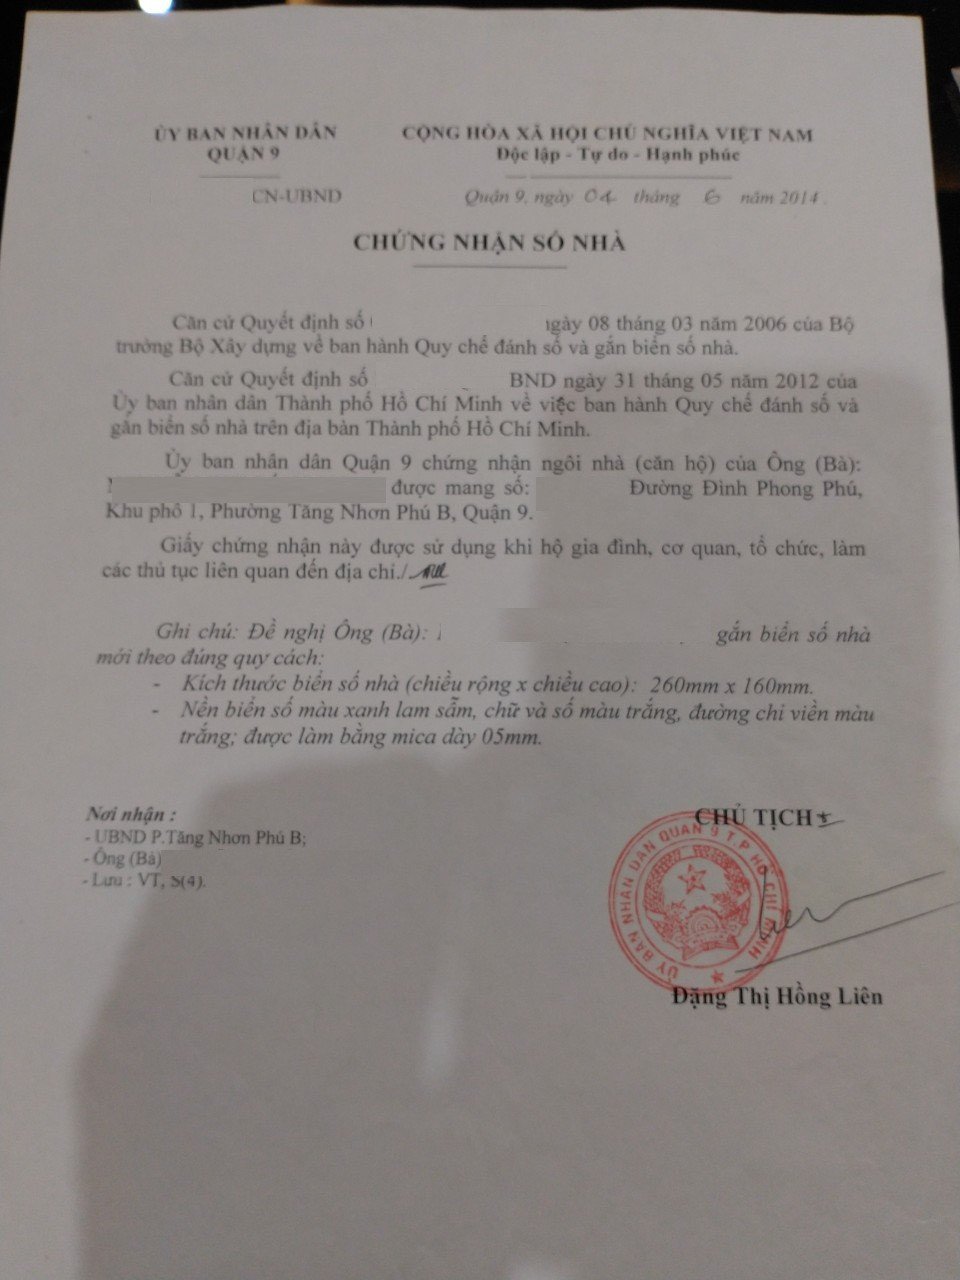 ỦY BAN NHÂN DÂN
QUẬN 9
CỘNG HÒA XÃ HỘI CHỦ NGHĨA VIỆT NAM
Độc lập - Tự do - Hạnh phúc
CN-UBND
Quận 9, ngày 04 tháng 6 năm 2014.
CHỨNG NHẬN SỐ NHÀ
Căn cứ Quyết định số ngày 08 tháng 03 năm 2006 của Bộ
trưởng Bộ Xây dựng về ban hành Quy chế đánh số và gắn biển số nhà.
Căn cứ Quyết định số BND ngày 31 tháng 05 năm 2012 của
Ủy ban nhân dân Thành phố Hồ Chí Minh về việc ban hành Quy chế đánh số và
gắn biển số nhà trên địa bàn Thành phố Hồ Chí Minh.
Ủy ban nhân dân Quận 9 chứng nhận ngôi nhà (căn hộ) của Ông (Bà):
được mang số: Đường Đình Phong Phú,
Khu phố 1, Phường Tăng Nhơn Phú B, Quận 9.
Giấy chứng nhận này được sử dụng khi hộ gia đình, cơ quan, tổ chức, làm
các thủ tục liên quan đến địa chỉ./.
Ghi chú: Đề nghị Ông (Bà): gắn biển số nhà
mới theo đúng quy cách:
- Kích thước biển số nhà (chiều rộng x chiều cao): 260mm x 160mm.
- Nền biển số màu xanh lam sẫm, chữ và số màu trắng, đường chỉ viền màu
trắng; được làm bằng mica dày 05mm.
Nơi nhận :
- UBND P.Tăng Nhơn Phú B;
- Ông (Bà)
- Lưu : VT, S(4).
CHỦ TỊCH
ỦY BAN NHÂN DÂN QUẬN 9 T.P HỒ CHÍ MINH
Đặng Thị Hồng Liên